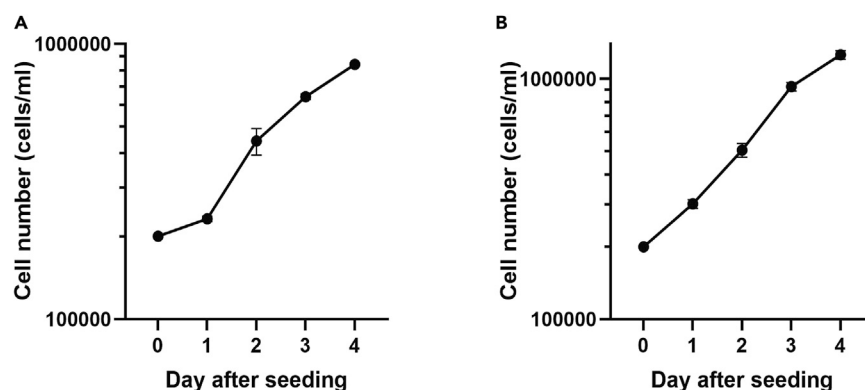 A
1000000
100000
Cell number (cells/ml)
0 1 2 3 4
Day after seeding
B
1000000
100000
Cell number (cells/ml)
0 1 2 3 4
Day after seeding